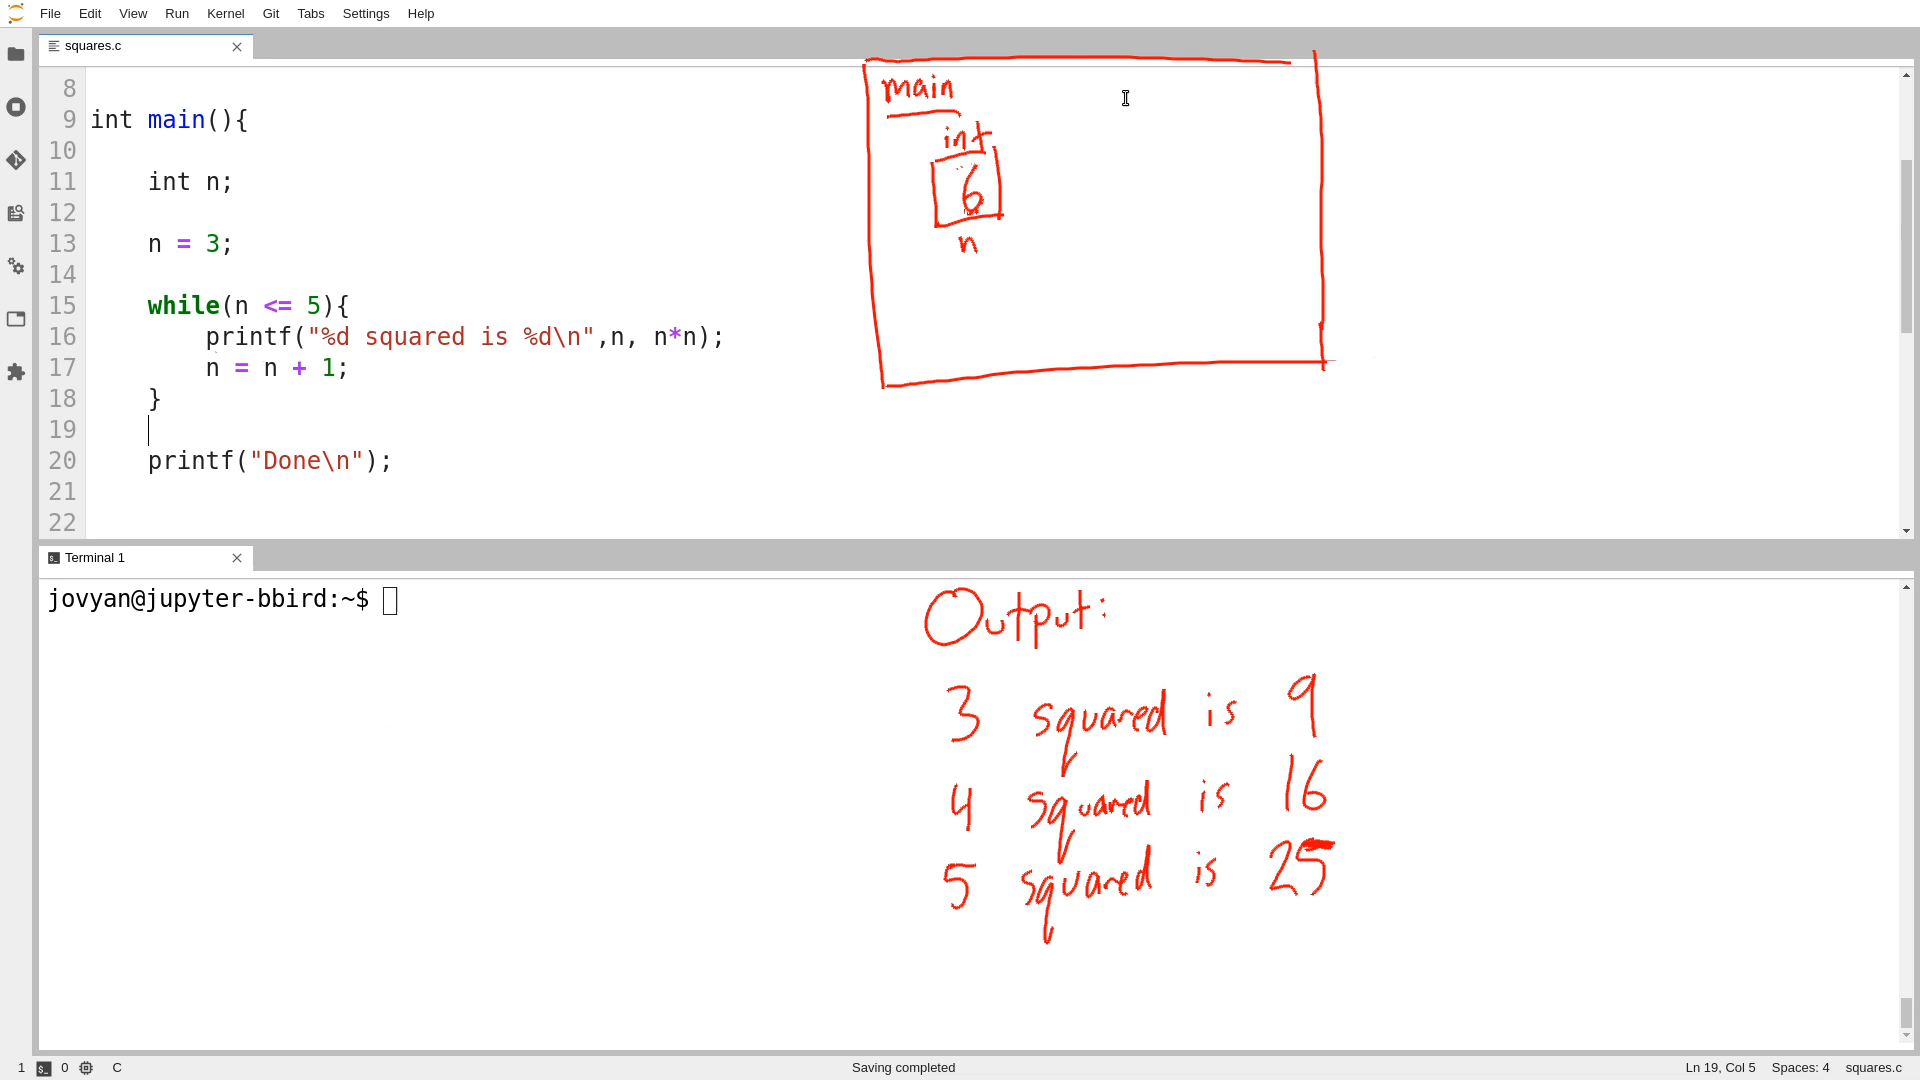 File Edit View Run Kernel Git Tabs Settings Help
squares.c
8
9 int main(){
10
11     int n;
12
13     n = 3;
14
15     while(n <= 5){
16         printf("%d squared is %d\n",n, n*n);
17         n = n + 1;
18     }
19
20     printf("Done\n");
21
22
main
int
6
n
Terminal 1
jovyan@jupyter-bbird:~$
Output:
3 squared is 9
4 squared is 16
5 squared is 25
1 0 C Saving completed Ln 19, Col 5 Spaces: 4 squares.c